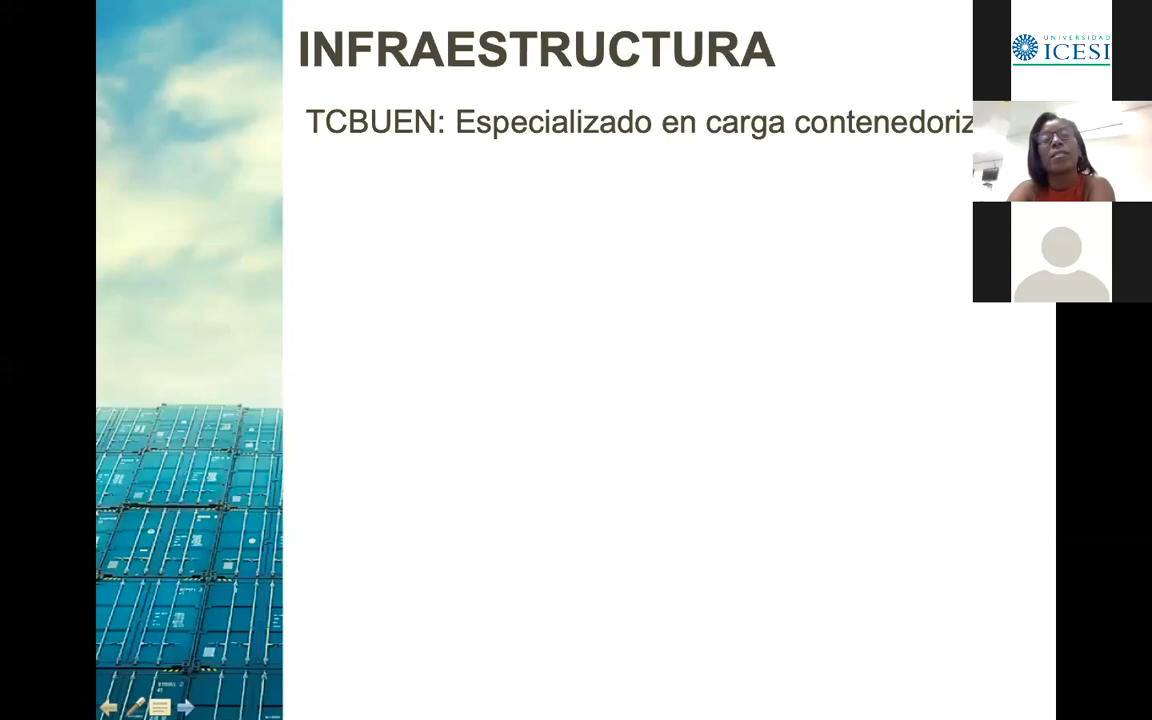 INFRAESTRUCTURA
TCBUEN: Especializado en carga contenedoriz
UNIVERSIDAD
ICESI